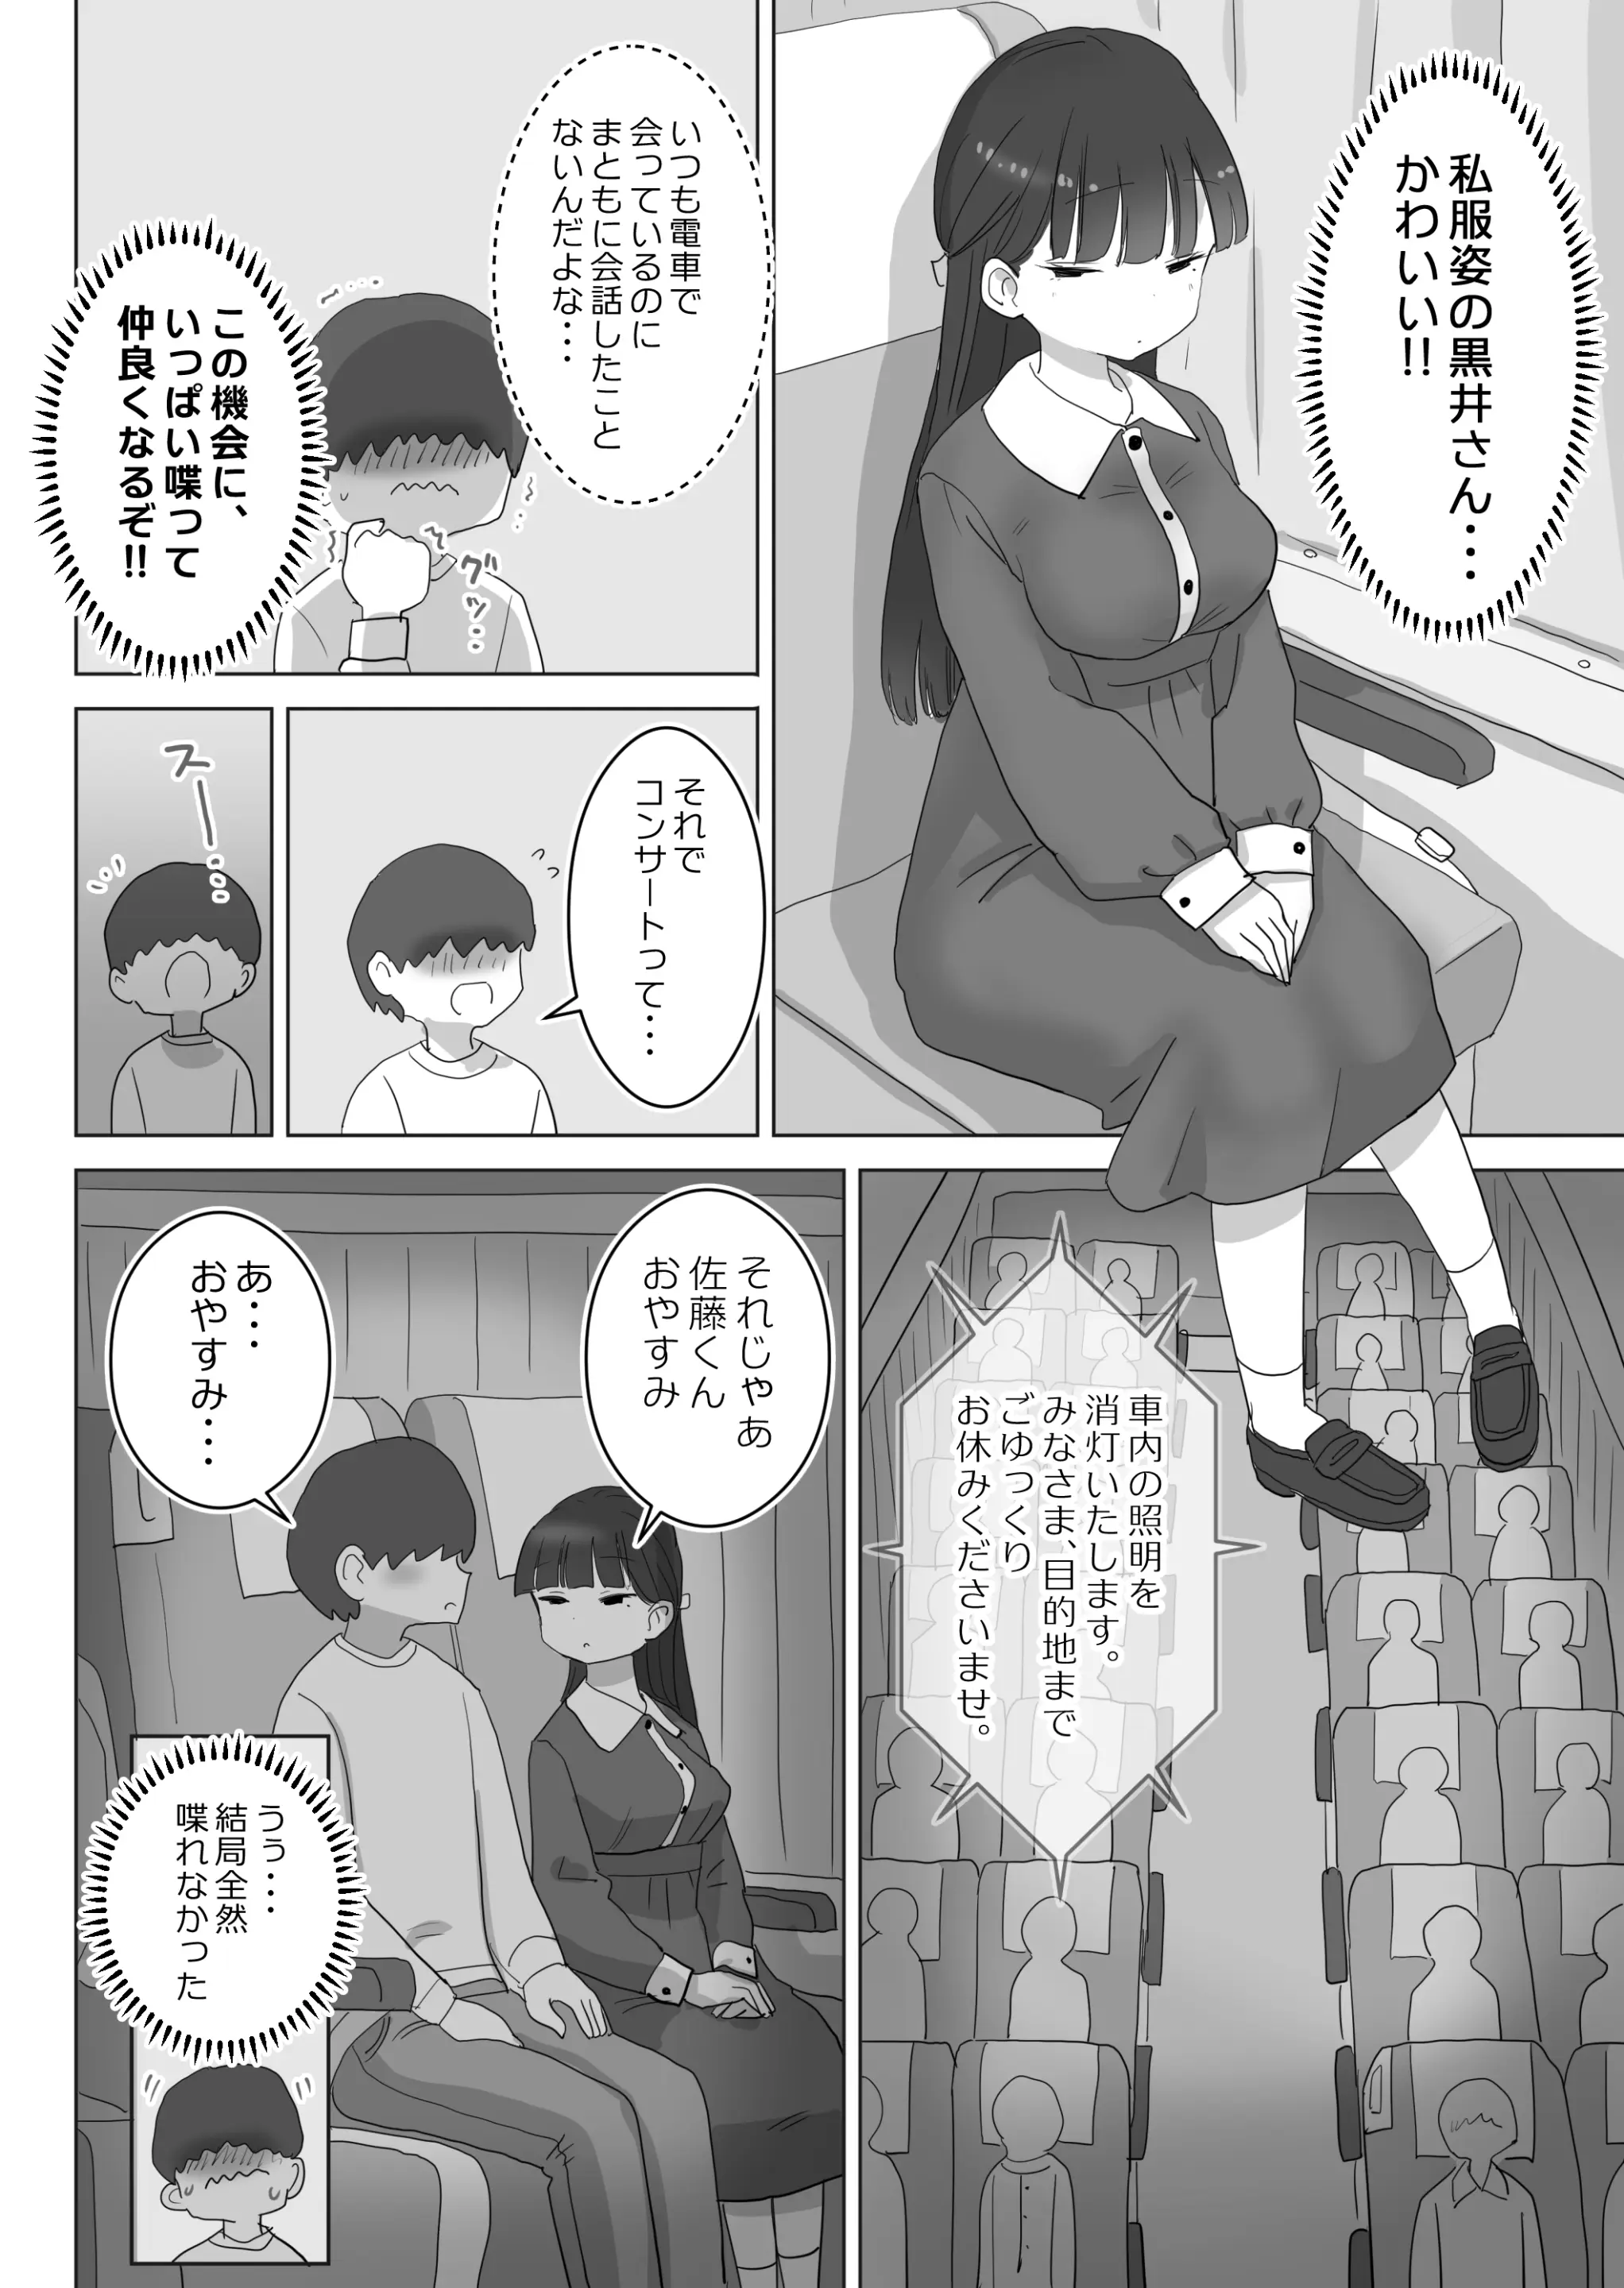 私服姿の黒井さん・・・
かわいい!!
いつも電車で
会っているのに
まともに会話したこと
ないんだよな・・・
この機会に、
いっぱい喋って
仲良くなるぞ!!
グッ・・・
それで
コンサートって・・・
スー・・・
車内の照明を
消灯いたします。
みなさま、目的地まで
ごゆっくり
お休みくださいませ。
それじゃあ
佐藤くん
おやすみ
あ・・・
おやすみ・・・
うぅ・・・
結局全然
喋れなかった